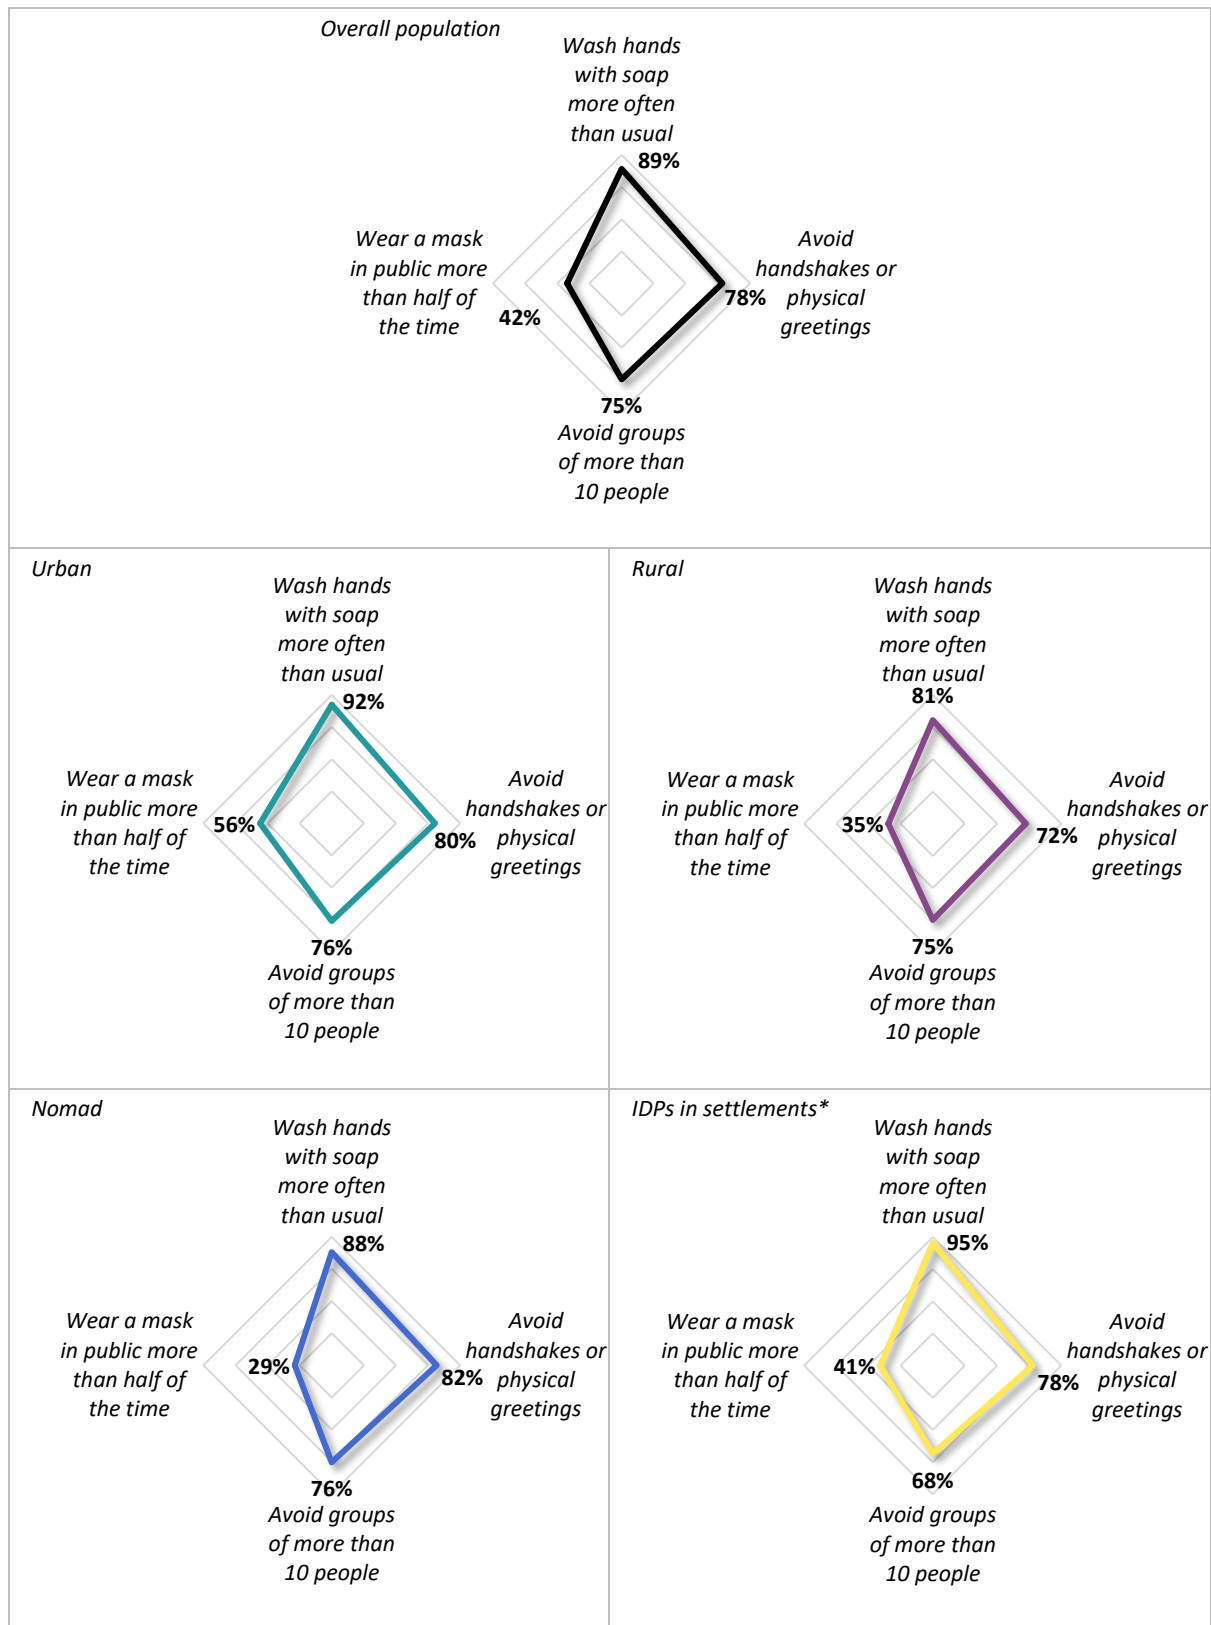 Overall population
Wash hands
with soap
more often
than usual
89%
Wear a mask
in public more
than half of
the time
42%
Avoid
handshakes or
physical
greetings
78%
75%
Avoid groups
of more than
10 people
Urban
Wash hands
with soap
more often
than usual
92%
Wear a mask
in public more
than half of
the time
56%
Avoid
handshakes or
physical
greetings
80%
76%
Avoid groups
of more than
10 people
Rural
Wash hands
with soap
more often
than usual
81%
Wear a mask
in public more
than half of
the time
35%
Avoid
handshakes or
physical
greetings
72%
75%
Avoid groups
of more than
10 people
Nomad
Wash hands
with soap
more often
than usual
88%
Wear a mask
in public more
than half of
the time
29%
Avoid
handshakes or
physical
greetings
82%
76%
Avoid groups
of more than
10 people
IDPs in settlements*
Wash hands
with soap
more often
than usual
95%
Wear a mask
in public more
than half of
the time
41%
Avoid
handshakes or
physical
greetings
78%
68%
Avoid groups
of more than
10 people